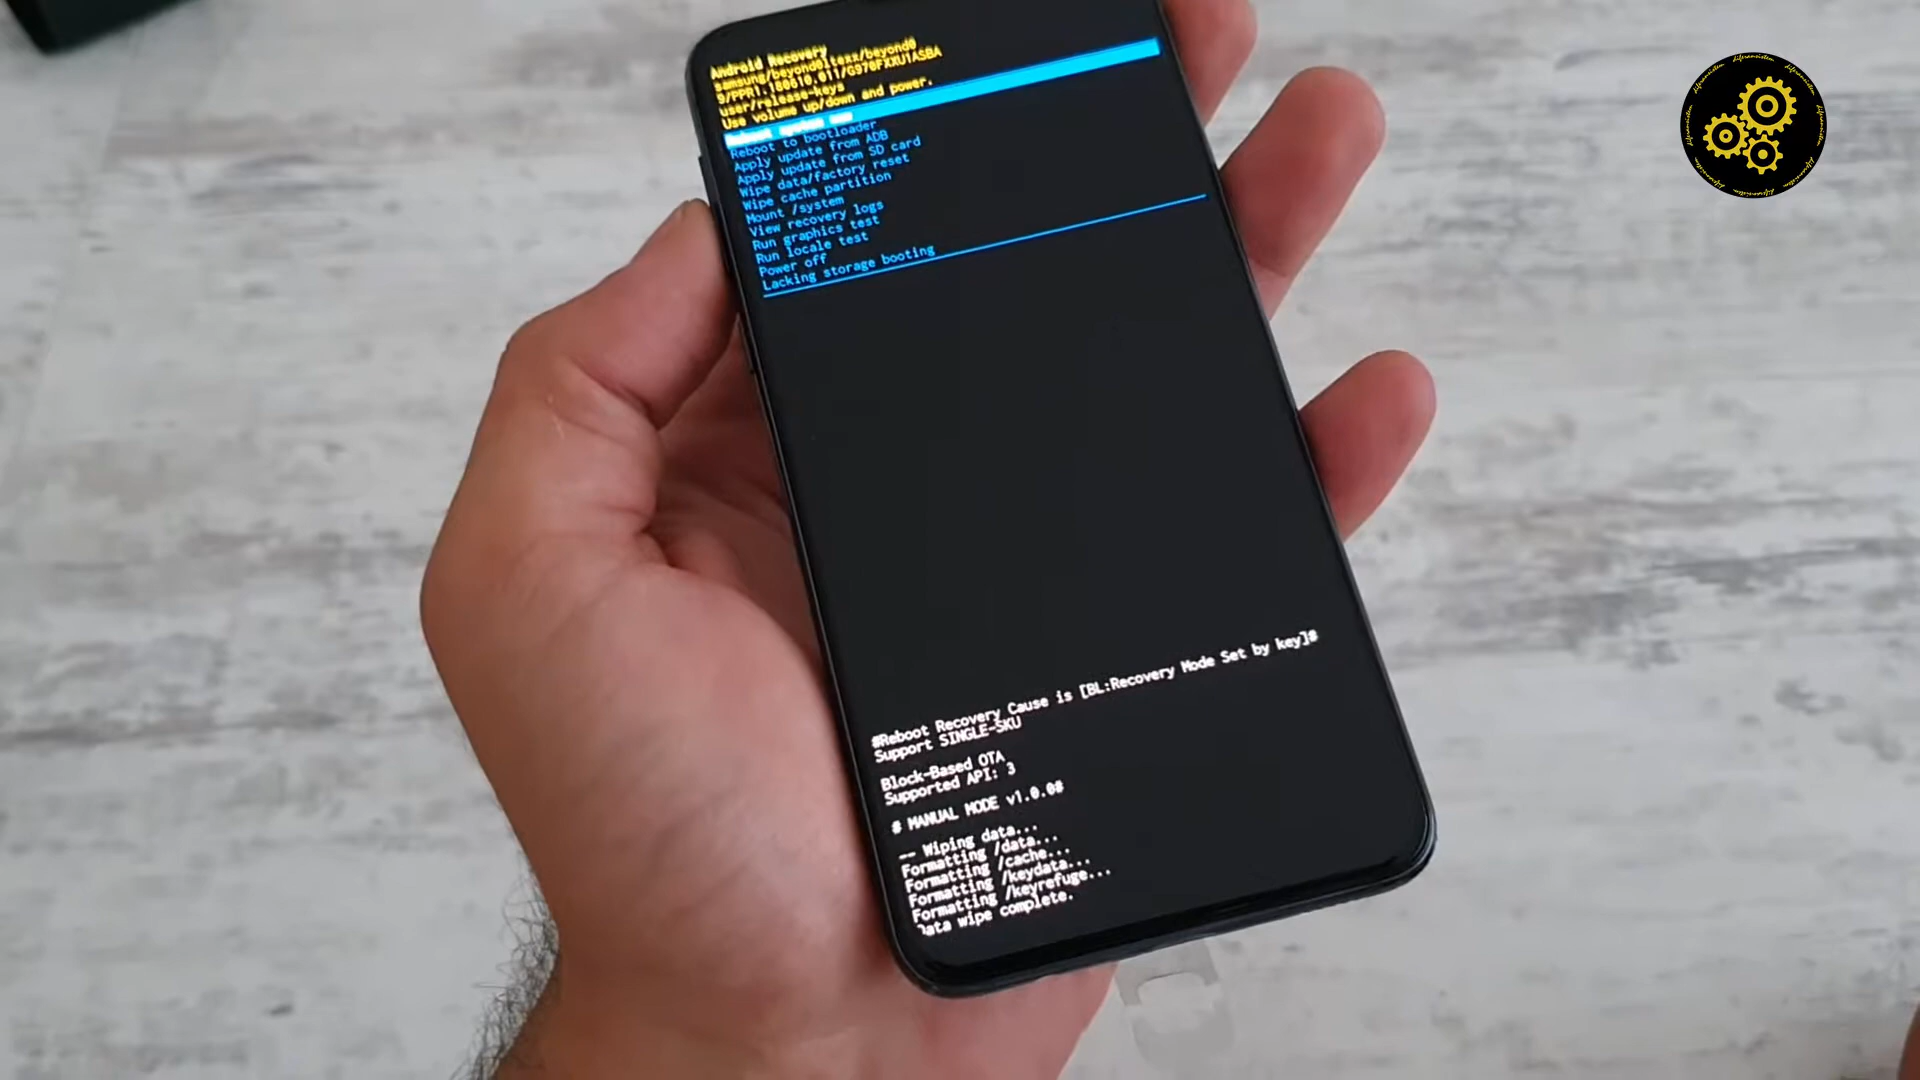 Android Recovery
samsung/beyond0ltexx/beyond0
9/PPR1.180610.011/G970FXXU1ASBA
user/release-keys
Use volume up/down and power.
Reboot system now
Reboot to bootloader
Apply update from ADB
Apply update from SD card
Wipe data/factory reset
Wipe cache partition
Mount /system
View recovery logs
Run graphics test
Run locale test
Power off
Lacking storage booting
#Reboot Recovery Cause is [BL:Recovery Mode Set by key]#
Support SINGLE-SKU
Block-Based OTA
Supported API: 3
# MANUAL MODE v1.0.0#
-- Wiping data...
Formatting /data...
Formatting /cache...
Formatting /keydata...
Formatting /keyrefuge...
Data wipe complete.